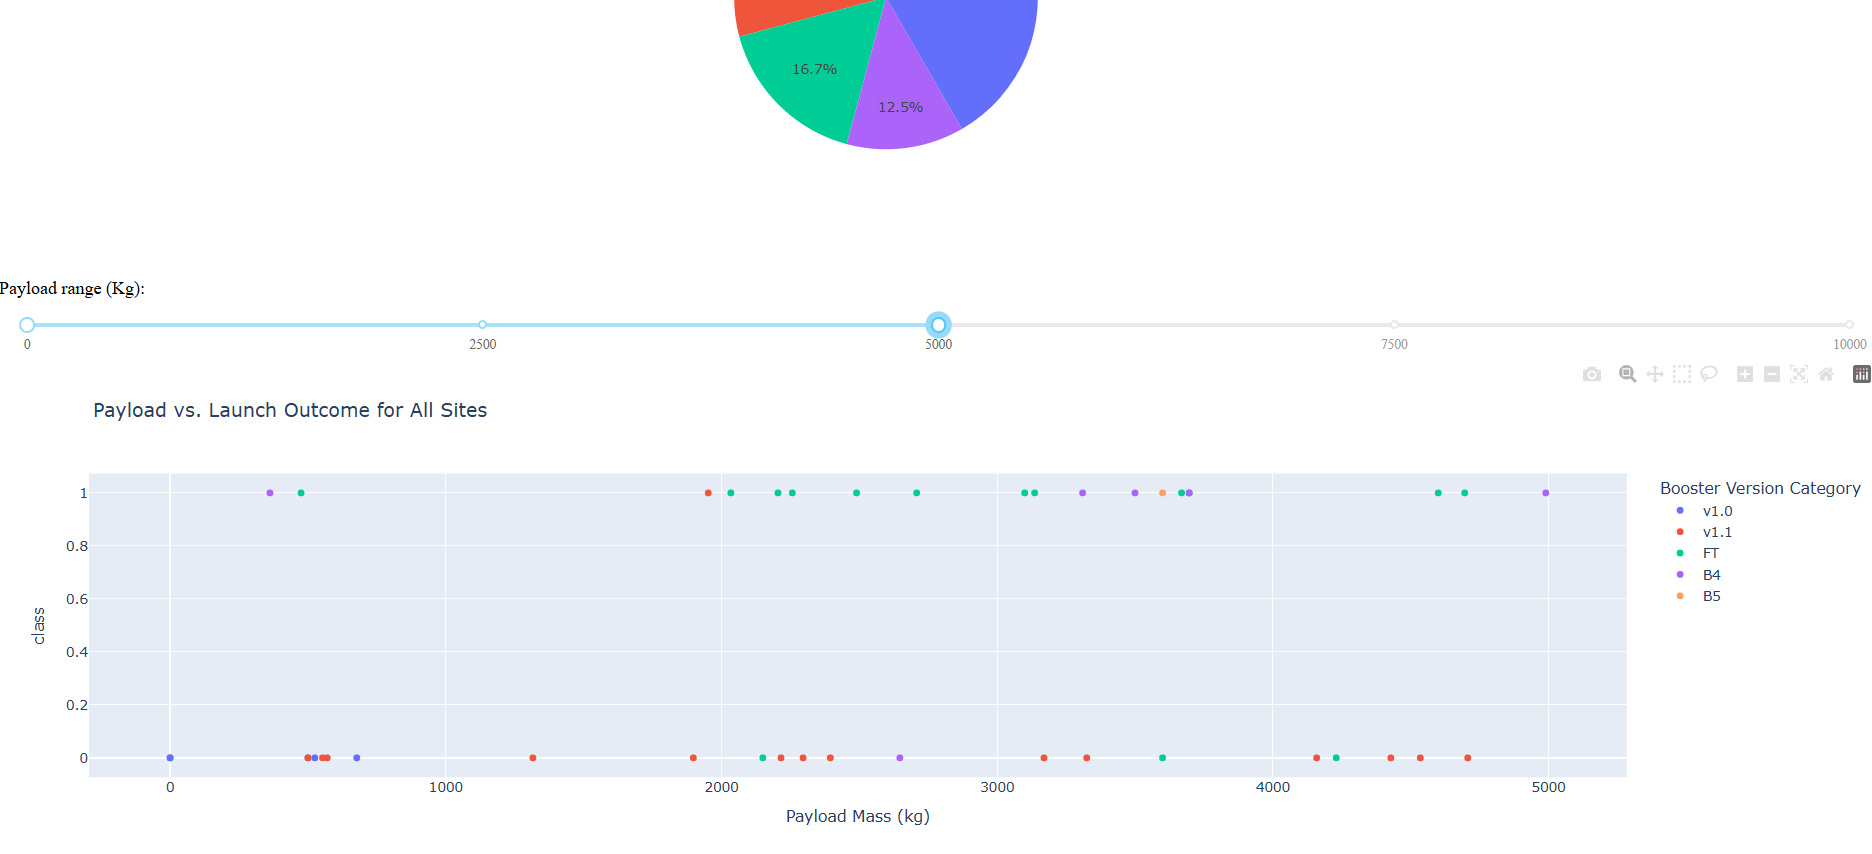 16.7%
12.5%
Payload range (Kg):
0 2500 5000 7500 10000
Payload vs. Launch Outcome for All Sites
Booster Version Category
v1.0
v1.1
FT
B4
B5
1
0.8
0.6
0.4
0.2
0
class
0 1000 2000 3000 4000 5000
Payload Mass (kg)